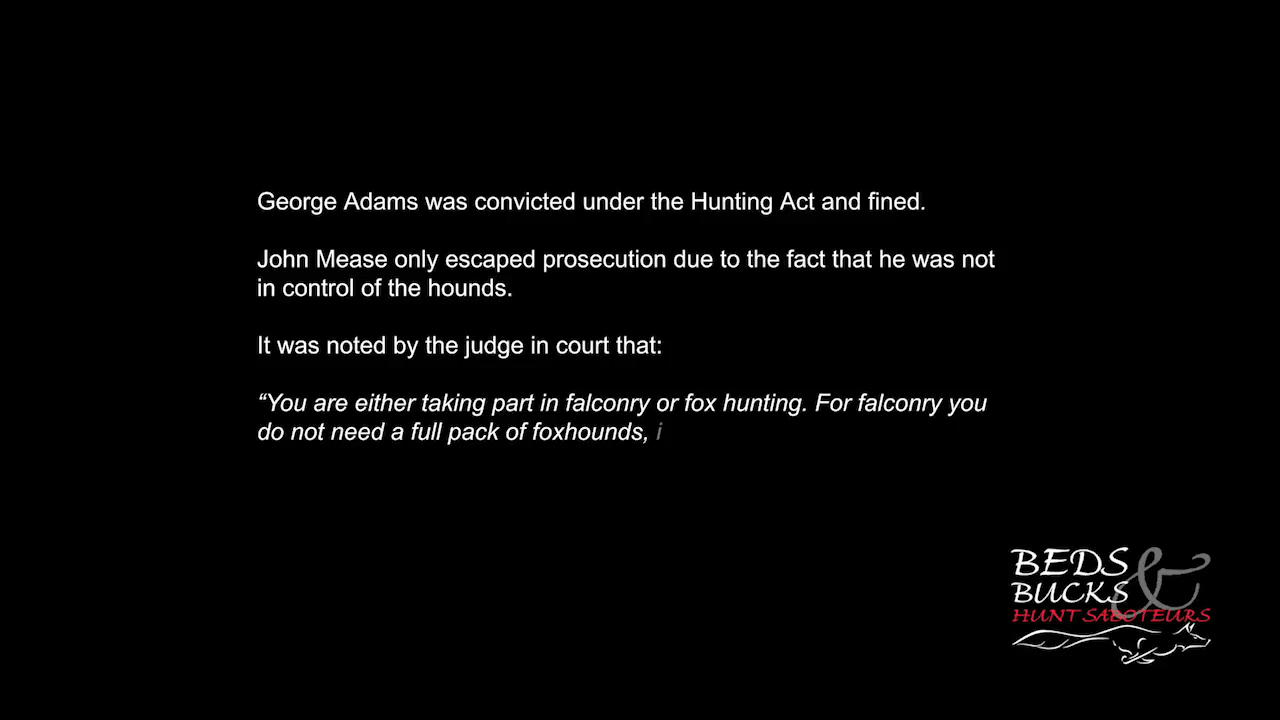 George Adams was convicted under the Hunting Act and fined.
John Mease only escaped prosecution due to the fact that he was not
in control of the hounds.
It was noted by the judge in court that:
“You are either taking part in falconry or fox hunting. For falconry you
do not need a full pack of foxhounds, i
BEDS &
BUCKS
HUNT SABOTEURS